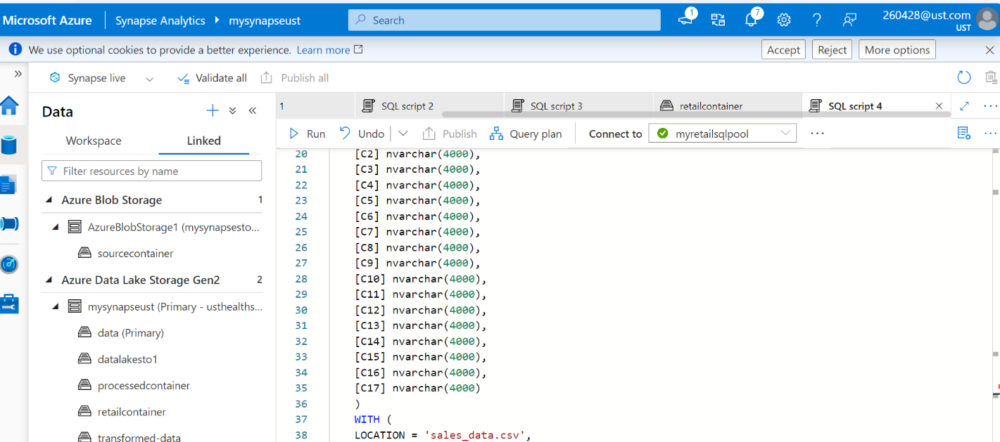 Microsoft Azure Synapse Analytics mysynapseust Search 1 7 260428@ust.com
UST
We use optional cookies to provide a better experience. Learn more Accept Reject More options
Synapse live Validate all Publish all
Data
Workspace Linked
Filter resources by name
Azure Blob Storage 1
AzureBlobStorage1 (mysynapsesto...
sourcecontainer
Azure Data Lake Storage Gen2 2
mysynapseust (Primary - usthealths...
data (Primary)
datalakesto1
processedcontainer
retailcontainer
transformed-data
1 SQL script 2 SQL script 3 retailcontainer SQL script 4
Run Undo Publish Query plan Connect to myretailsqlpool
20 [C2] nvarchar(4000),
21 [C3] nvarchar(4000),
22 [C4] nvarchar(4000),
23 [C5] nvarchar(4000),
24 [C6] nvarchar(4000),
25 [C7] nvarchar(4000),
26 [C8] nvarchar(4000),
27 [C9] nvarchar(4000),
28 [C10] nvarchar(4000),
29 [C11] nvarchar(4000),
30 [C12] nvarchar(4000),
31 [C13] nvarchar(4000),
32 [C14] nvarchar(4000),
33 [C15] nvarchar(4000),
34 [C16] nvarchar(4000),
35 [C17] nvarchar(4000)
36 )
37 WITH (
38 LOCATION = 'sales_data.csv',